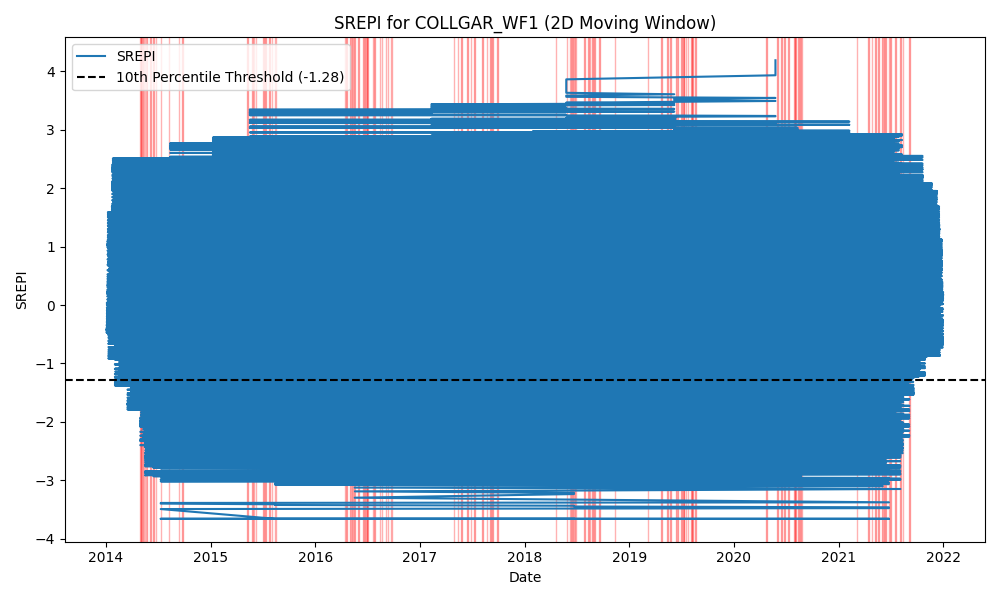 SREPI for COLLGAR_WF1 (2D Moving Window)
SREPI
10th Percentile Threshold (-1.28)
SREPI
4
3
2
1
0
−1
−2
−3
−4
2014 2015 2016 2017 2018 2019 2020 2021 2022
Date